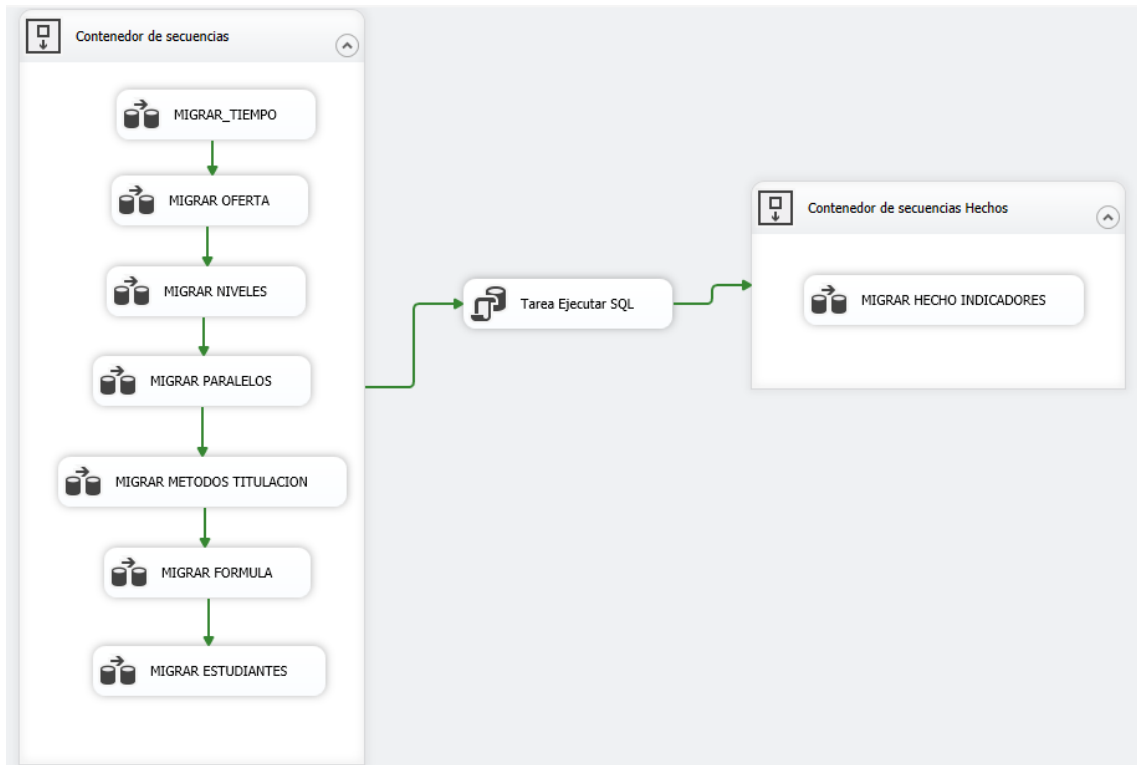 Contenedor de secuencias
MIGRAR_TIEMPO
MIGRAR OFERTA
MIGRAR NIVELES
MIGRAR PARALELOS
MIGRAR METODOS TITULACION
MIGRAR FORMULA
MIGRAR ESTUDIANTES
Tarea Ejecutar SQL
Contenedor de secuencias Hechos
MIGRAR HECHO INDICADORES